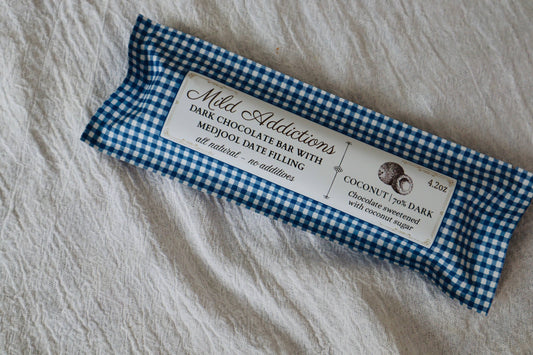 Mild Addictions
DARK CHOCOLATE BAR WITH
MEDJOOL DATE FILLING
all natural - no additives
4.2oz
COCONUT | 70% DARK
Chocolate sweetened
with coconut sugar